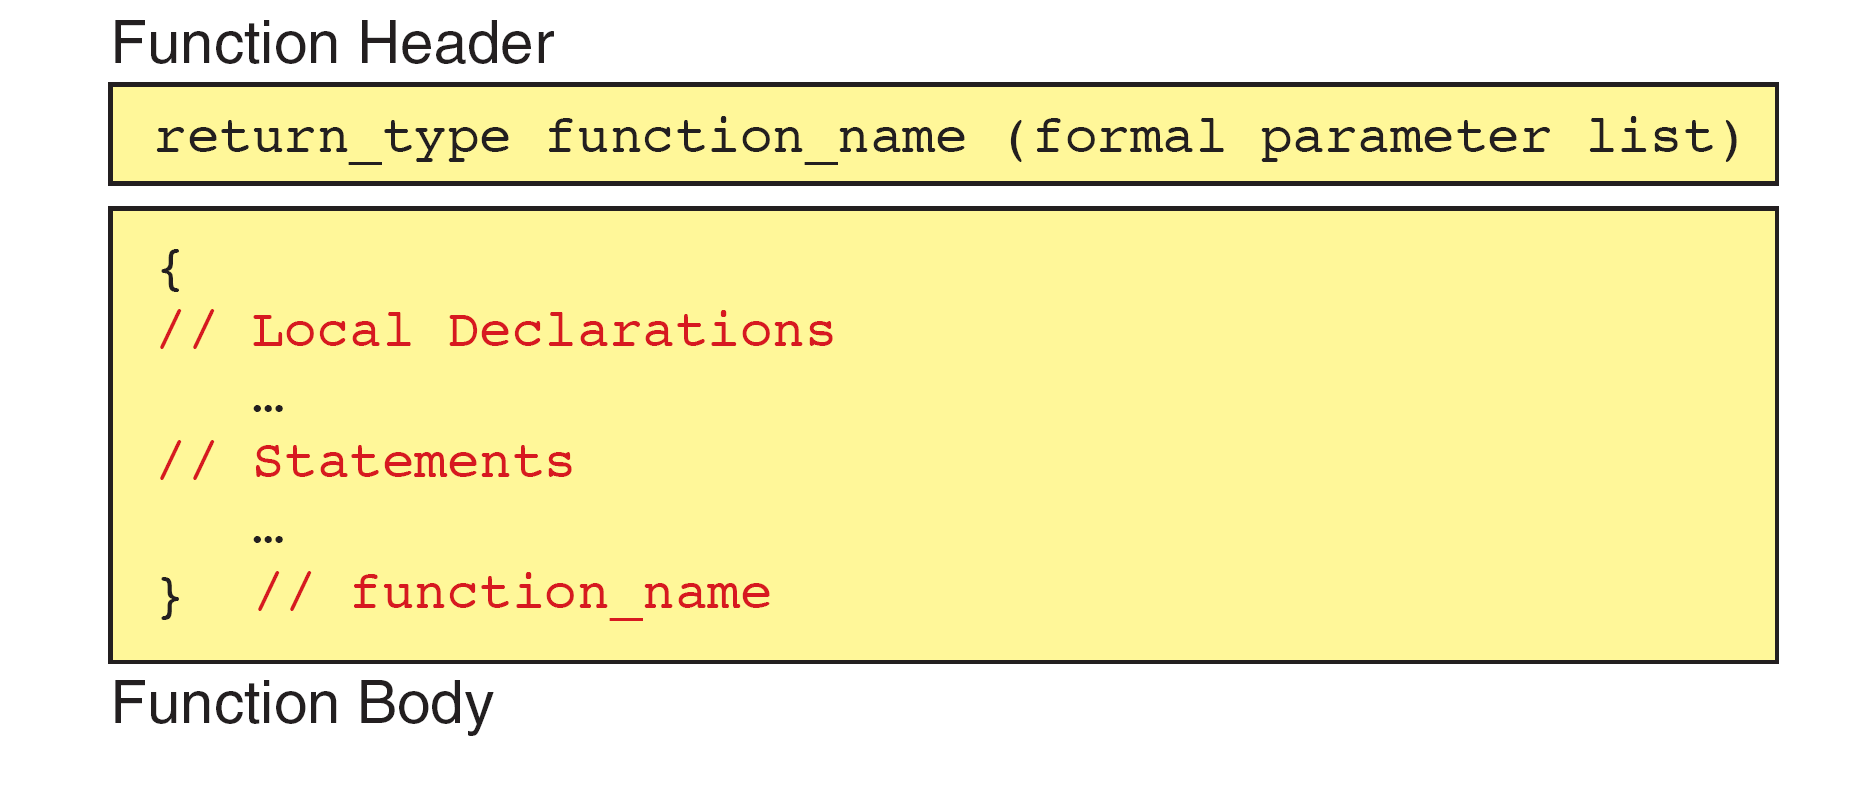 Function Header
return_type function_name (formal parameter list)
{
// Local Declarations
…
// Statements
…
} // function_name
Function Body